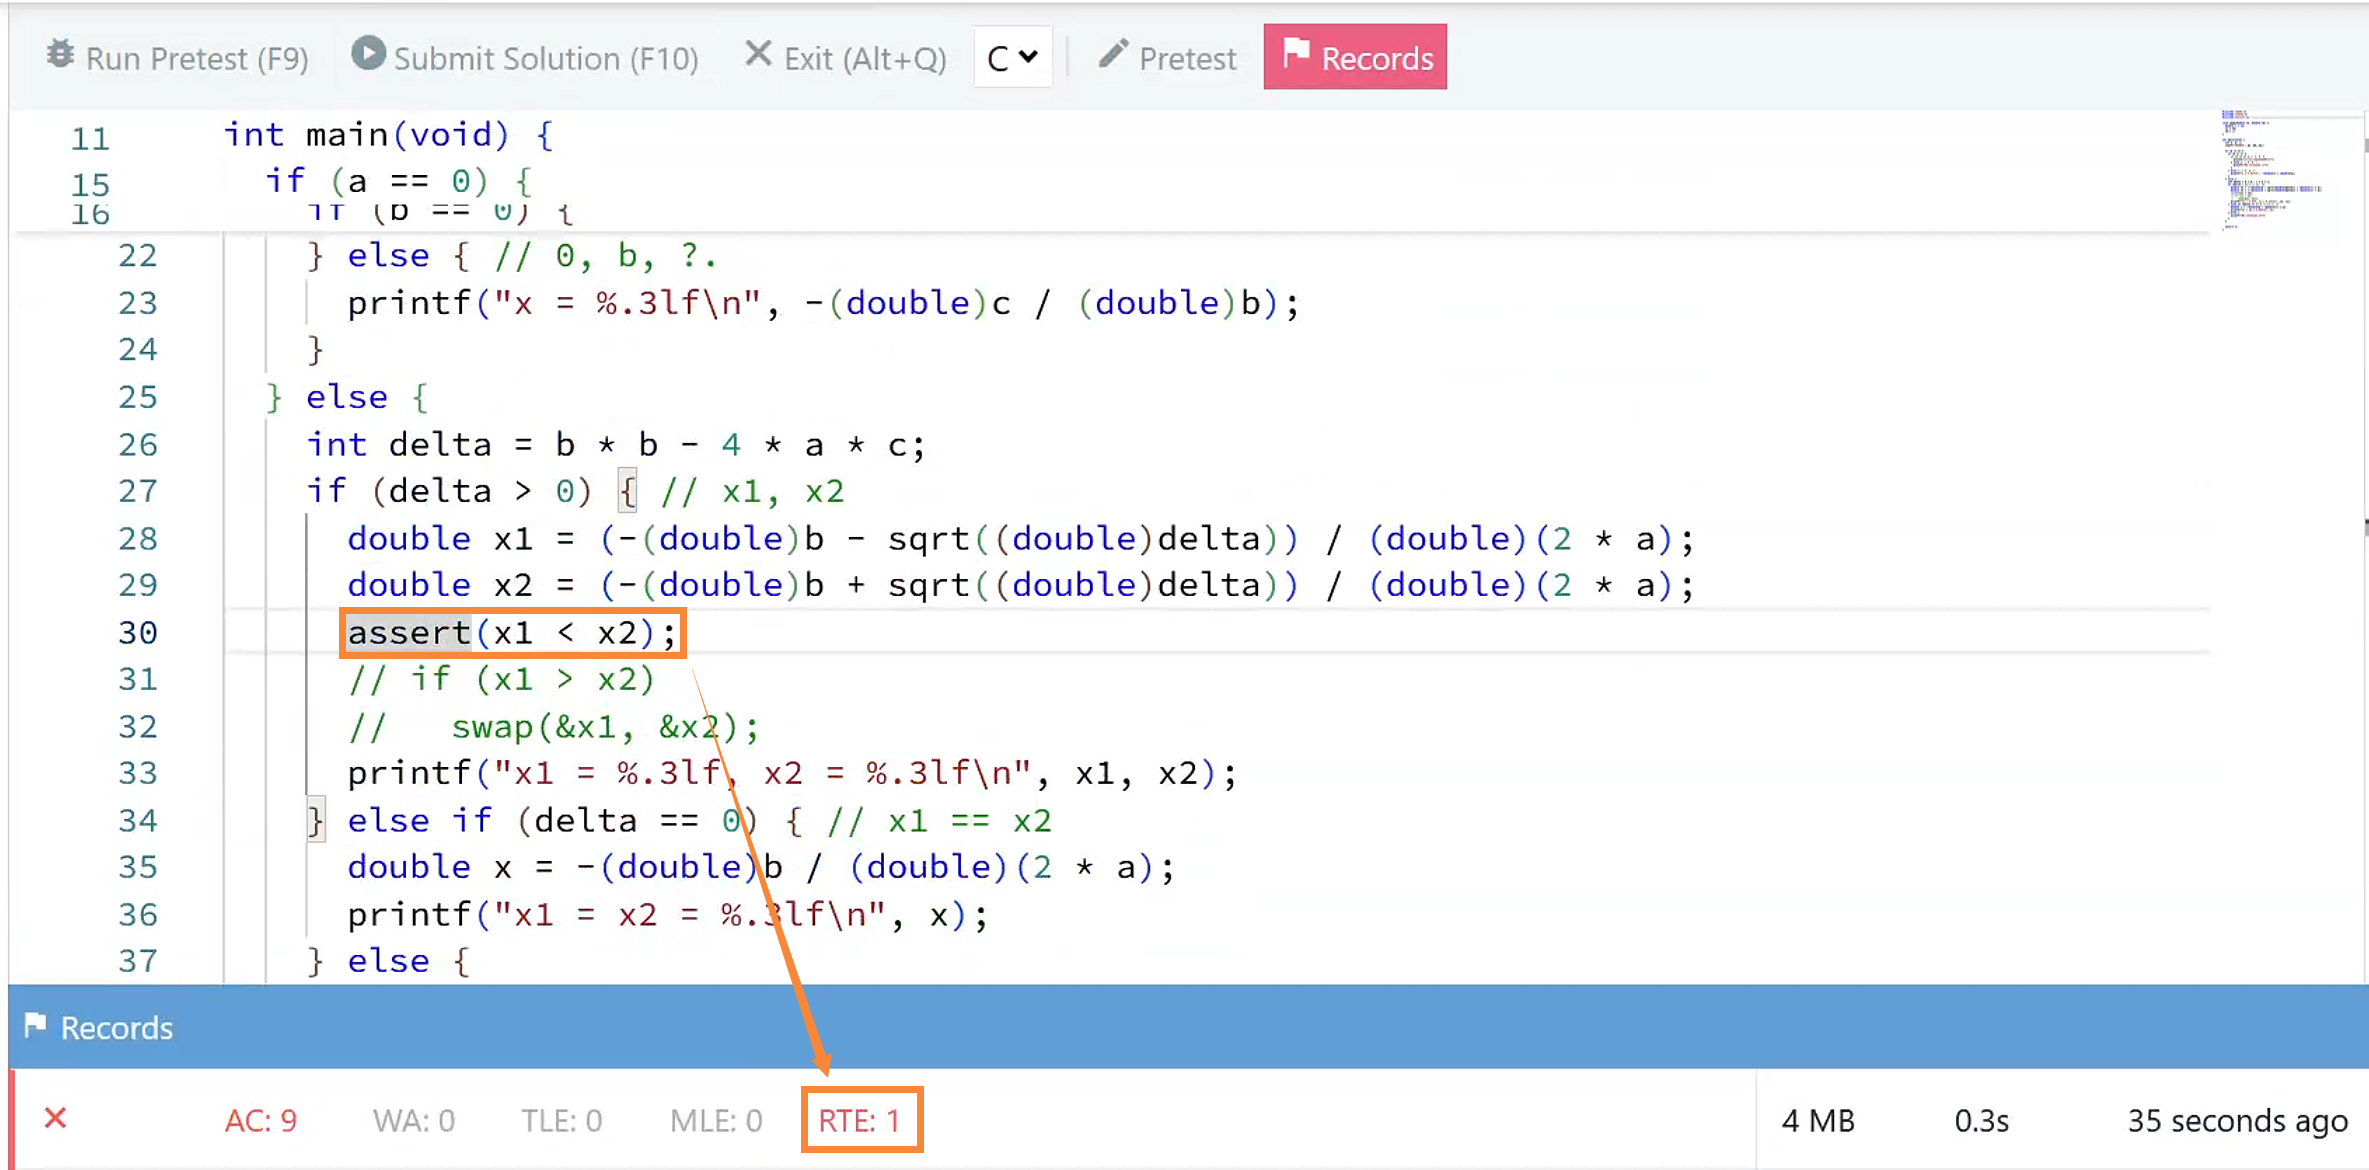 Run Pretest (F9) Submit Solution (F10) Exit (Alt+Q) C Pretest Records
11 int main(void) {
15 if (a == 0) {
16 if (b == 0) {
22 } else { // 0, b, ?.
23 printf("x = %.3lf\n", -(double)c / (double)b);
24 }
25 } else {
26 int delta = b * b - 4 * a * c;
27 if (delta > 0) { // x1, x2
28 double x1 = (-(double)b - sqrt((double)delta)) / (double)(2 * a);
29 double x2 = (-(double)b + sqrt((double)delta)) / (double)(2 * a);
30 assert(x1 < x2);
31 // if (x1 > x2)
32 // swap(&x1, &x2);
33 printf("x1 = %.3lf, x2 = %.3lf\n", x1, x2);
34 } else if (delta == 0) { // x1 == x2
35 double x = -(double)b / (double)(2 * a);
36 printf("x1 = x2 = %.3lf\n", x);
37 } else {
Records
AC: 9 WA: 0 TLE: 0 MLE: 0 RTE: 1 4 MB 0.3s 35 seconds ago